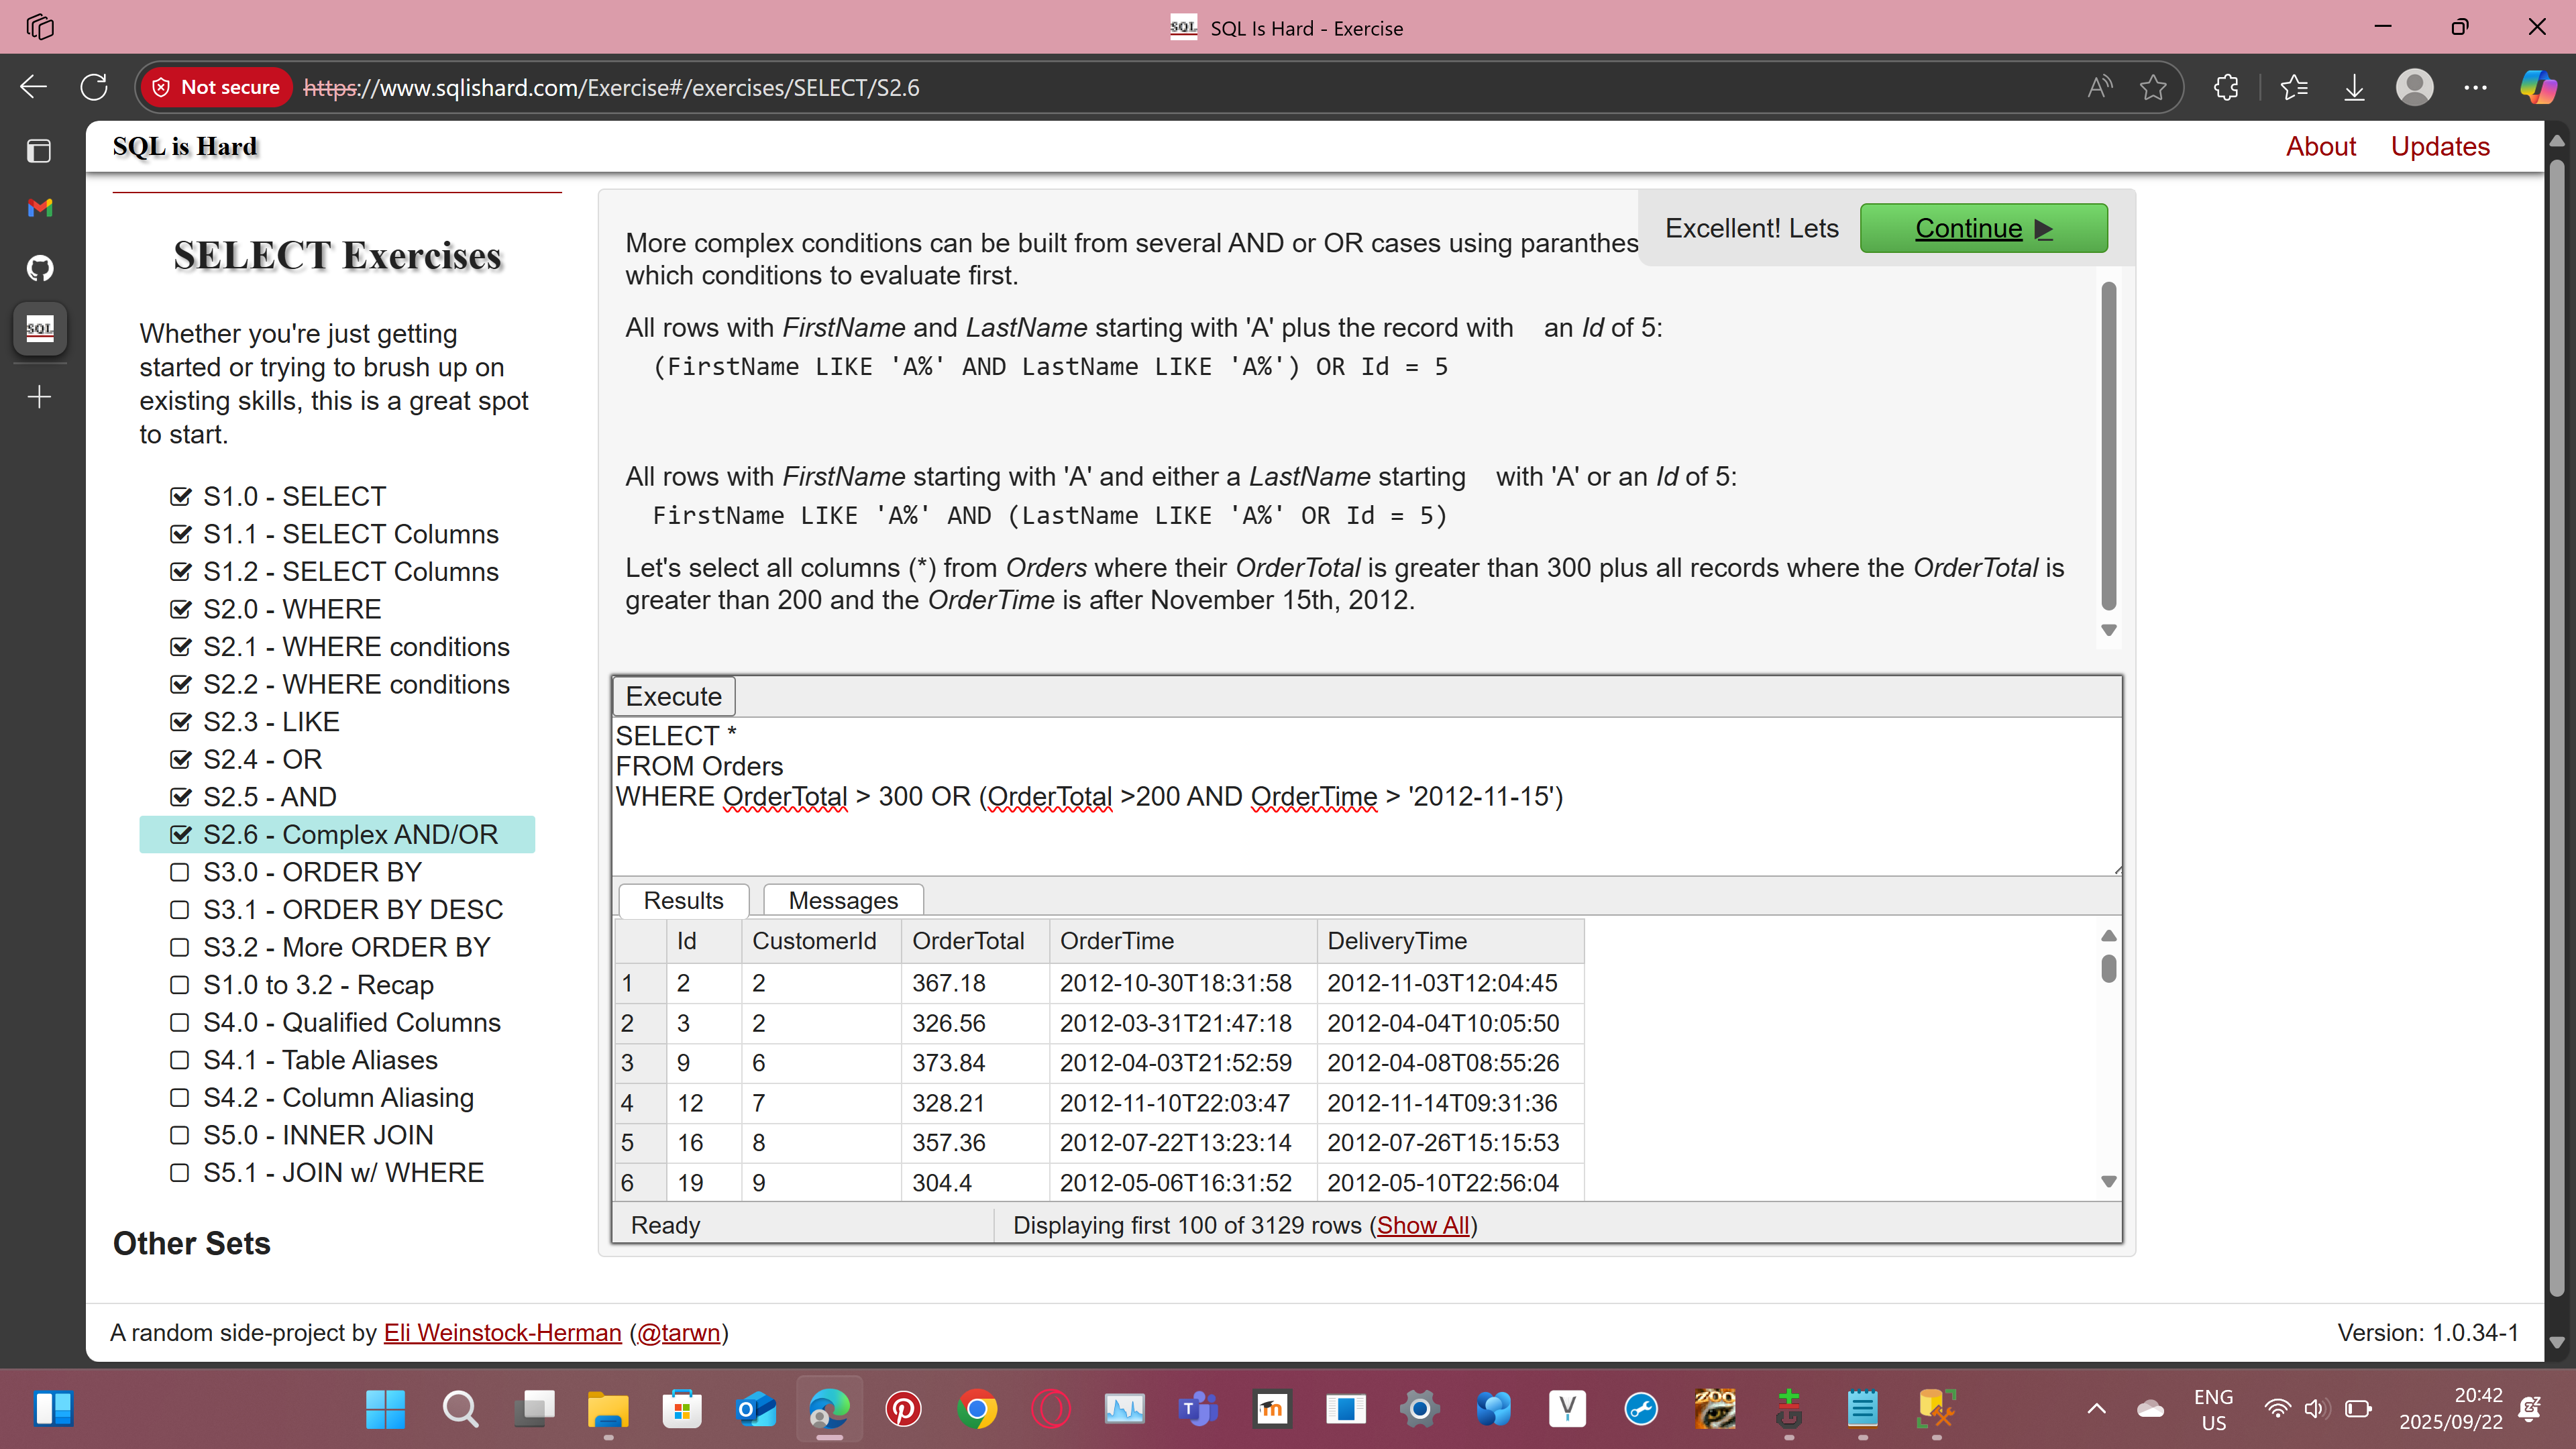 SQL SQL Is Hard - Exercise
Not secure https://www.sqlishard.com/Exercise#/exercises/SELECT/S2.6
SQL is Hard
About Updates
SELECT Exercises
Whether you're just getting
started or trying to brush up on
existing skills, this is a great spot
to start.
S1.0 - SELECT
S1.1 - SELECT Columns
S1.2 - SELECT Columns
S2.0 - WHERE
S2.1 - WHERE conditions
S2.2 - WHERE conditions
S2.3 - LIKE
S2.4 - OR
S2.5 - AND
S2.6 - Complex AND/OR
S3.0 - ORDER BY
S3.1 - ORDER BY DESC
S3.2 - More ORDER BY
S1.0 to 3.2 - Recap
S4.0 - Qualified Columns
S4.1 - Table Aliases
S4.2 - Column Aliasing
S5.0 - INNER JOIN
S5.1 - JOIN w/ WHERE
Other Sets
Excellent! Lets Continue
More complex conditions can be built from several AND or OR cases using paranthes
which conditions to evaluate first.
All rows with FirstName and LastName starting with 'A' plus the record with an Id of 5:
(FirstName LIKE 'A%' AND LastName LIKE 'A%') OR Id = 5
All rows with FirstName starting with 'A' and either a LastName starting with 'A' or an Id of 5:
FirstName LIKE 'A%' AND (LastName LIKE 'A%' OR Id = 5)
Let's select all columns (*) from Orders where their OrderTotal is greater than 300 plus all records where the OrderTotal is
greater than 200 and the OrderTime is after November 15th, 2012.
Execute
SELECT *
FROM Orders
WHERE OrderTotal > 300 OR (OrderTotal >200 AND OrderTime > '2012-11-15')
Results Messages
Id CustomerId OrderTotal OrderTime DeliveryTime
1 2 2 367.18 2012-10-30T18:31:58 2012-11-03T12:04:45
2 3 2 326.56 2012-03-31T21:47:18 2012-04-04T10:05:50
3 9 6 373.84 2012-04-03T21:52:59 2012-04-08T08:55:26
4 12 7 328.21 2012-11-10T22:03:47 2012-11-14T09:31:36
5 16 8 357.36 2012-07-22T13:23:14 2012-07-26T15:15:53
6 19 9 304.4 2012-05-06T16:31:52 2012-05-10T22:56:04
Ready Displaying first 100 of 3129 rows (Show All)
A random side-project by Eli Weinstock-Herman (@tarwn)
Version: 1.0.34-1
ENG
US
20:42
2025/09/22